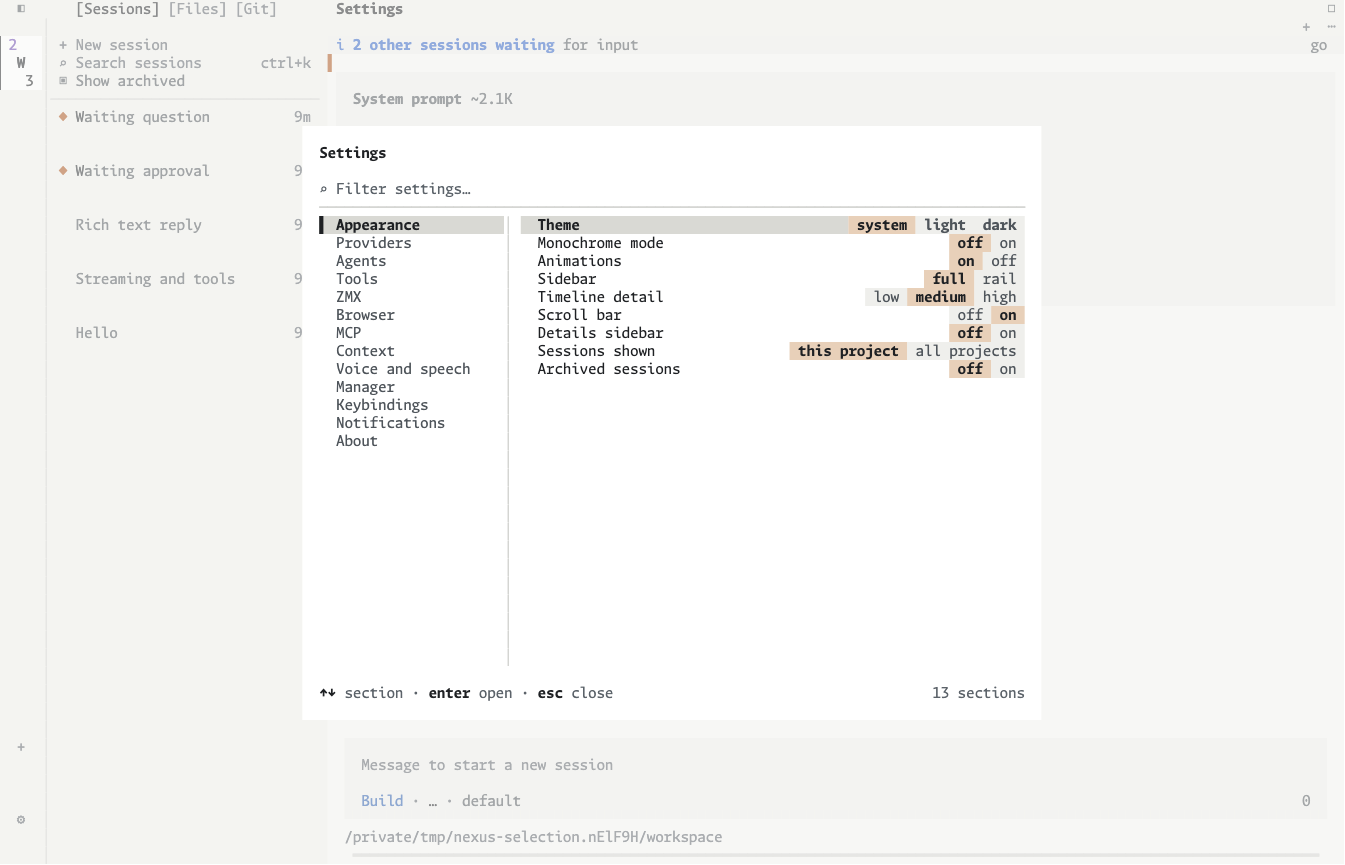 [Sessions] [Files] [Git]
Settings
2
W
3
+ New session
Search sessions ctrl+k
Show archived
Waiting question 9m
Waiting approval 9
Rich text reply 9
Streaming and tools 9
Hello 9
+ …
i 2 other sessions waiting for input go
System prompt ~2.1K
Settings
Filter settings…
Appearance
Providers
Agents
Tools
ZMX
Browser
MCP
Context
Voice and speech
Manager
Keybindings
Notifications
About
Theme system light dark
Monochrome mode off on
Animations on off
Sidebar full rail
Timeline detail low medium high
Scroll bar off on
Details sidebar off on
Sessions shown this project all projects
Archived sessions off on
↑↓ section · enter open · esc close 13 sections
+
Message to start a new session
Build · … · default 0
/private/tmp/nexus-selection.nElF9H/workspace